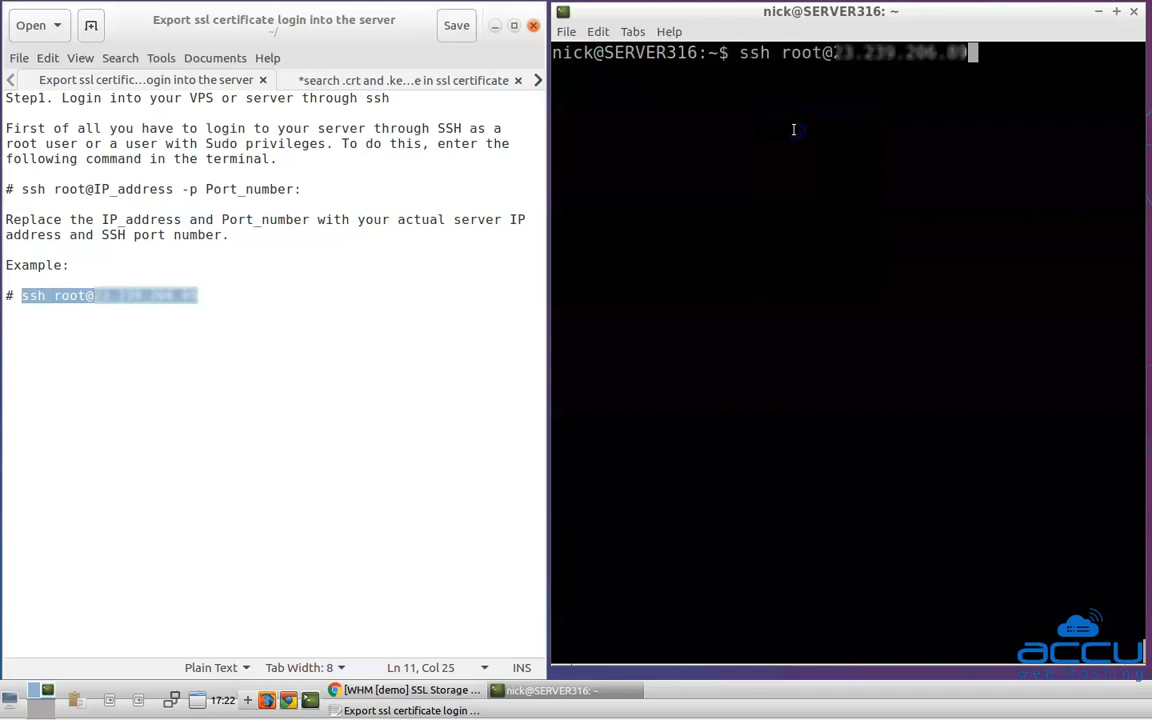 Open
Export ssl certificate login into the server
~/
Save
File Edit View Search Tools Documents Help
Export ssl certific...ogin into the server
*search .crt and .ke...e in ssl certificate
Step1. Login into your VPS or server through ssh
First of all you have to login to your server through SSH as a
root user or a user with Sudo privileges. To do this, enter the
following command in the terminal.
# ssh root@IP_address -p Port_number:
Replace the IP_address and Port_number with your actual server IP
address and SSH port number.
Example:
# ssh root@
Plain Text Tab Width: 8 Ln 11, Col 25 INS
nick@SERVER316: ~
File Edit Tabs Help
nick@SERVER316:~$ ssh root@
accu
web hosting
17:22
[WHM [demo] SSL Storage ...
nick@SERVER316: ~
Export ssl certificate login ...